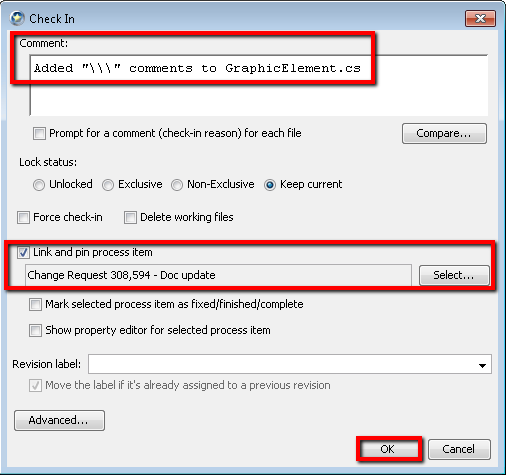 Check In
Comment:
Added "\\\" comments to GraphicElement.cs
Prompt for a comment (check-in reason) for each file
Compare...
Lock status:
Unlocked Exclusive Non-Exclusive Keep current
Force check-in Delete working files
Link and pin process item
Change Request 308,594 - Doc update
Select...
Mark selected process item as fixed/finished/complete
Show property editor for selected process item
Revision label:
Move the label if it's already assigned to a previous revision
Advanced...
OK Cancel